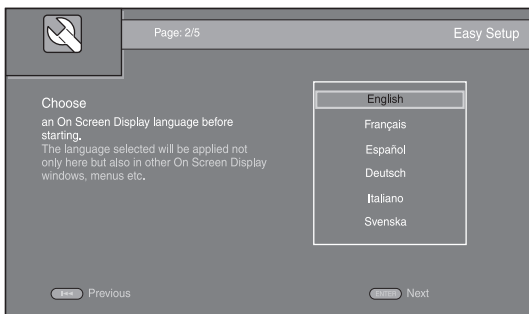 Page: 2/5
Easy Setup
Choose
an On Screen Display language before
starting.
The language selected will be applied not
only here but also in other On Screen Display
windows, menus etc.
English
Français
Español
Deutsch
Italiano
Svenska
Previous
ENTER Next